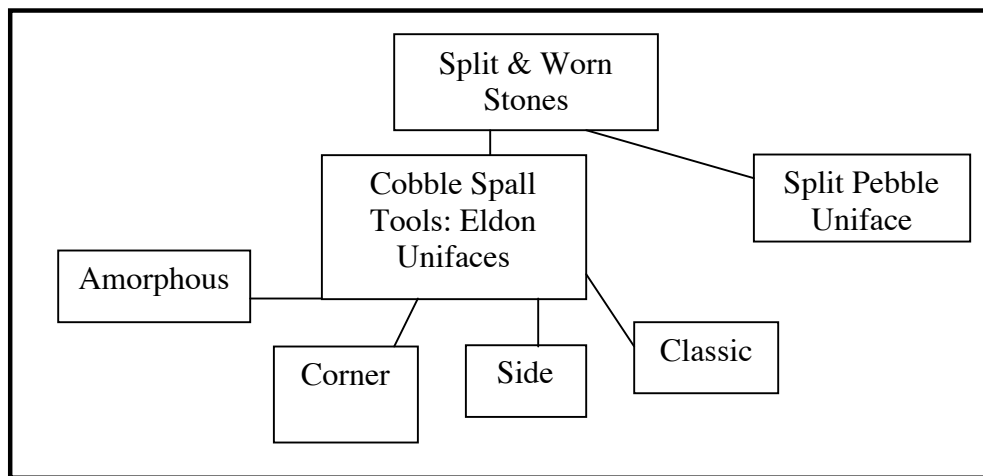 Split & Worn
Stones
Cobble Spall
Tools: Eldon
Unifaces
Split Pebble
Uniface
Amorphous
Corner
Side
Classic